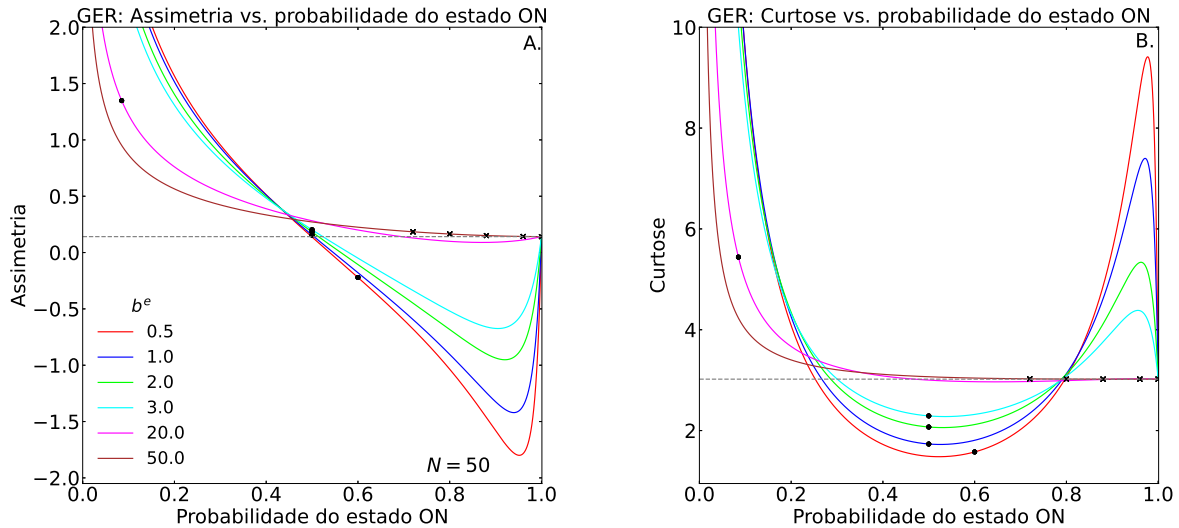 GER: Assimetria vs. probabilidade do estado ON
A.
2.0
1.5
1.0
0.5
0.0
−0.5
−1.0
−1.5
−2.0
Assimetria
b^e
0.5
1.0
2.0
3.0
20.0
50.0
N = 50
0.0 0.2 0.4 0.6 0.8 1.0
Probabilidade do estado ON
GER: Curtose vs. probabilidade do estado ON
B.
10
8
6
4
2
Curtose
0.0 0.2 0.4 0.6 0.8 1.0
Probabilidade do estado ON